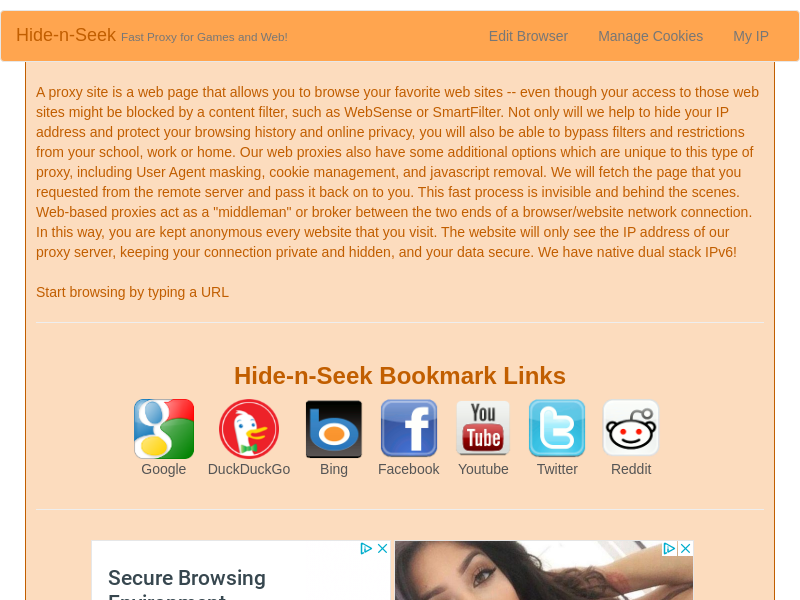 Hide-n-Seek Fast Proxy for Games and Web! Edit Browser Manage Cookies My IP
A proxy site is a web page that allows you to browse your favorite web sites -- even though your access to those web
sites might be blocked by a content filter, such as WebSense or SmartFilter. Not only will we help to hide your IP
address and protect your browsing history and online privacy, you will also be able to bypass filters and restrictions
from your school, work or home. Our web proxies also have some additional options which are unique to this type of
proxy, including User Agent masking, cookie management, and javascript removal. We will fetch the page that you
requested from the remote server and pass it back on to you. This fast process is invisible and behind the scenes.
Web-based proxies act as a "middleman" or broker between the two ends of a browser/website network connection.
In this way, you are kept anonymous every website that you visit. The website will only see the IP address of our
proxy server, keeping your connection private and hidden, and your data secure. We have native dual stack IPv6!
Start browsing by typing a URL
Hide-n-Seek Bookmark Links
You
Tube
Google DuckDuckGo Bing Facebook Youtube Twitter Reddit
Secure Browsing
Environment